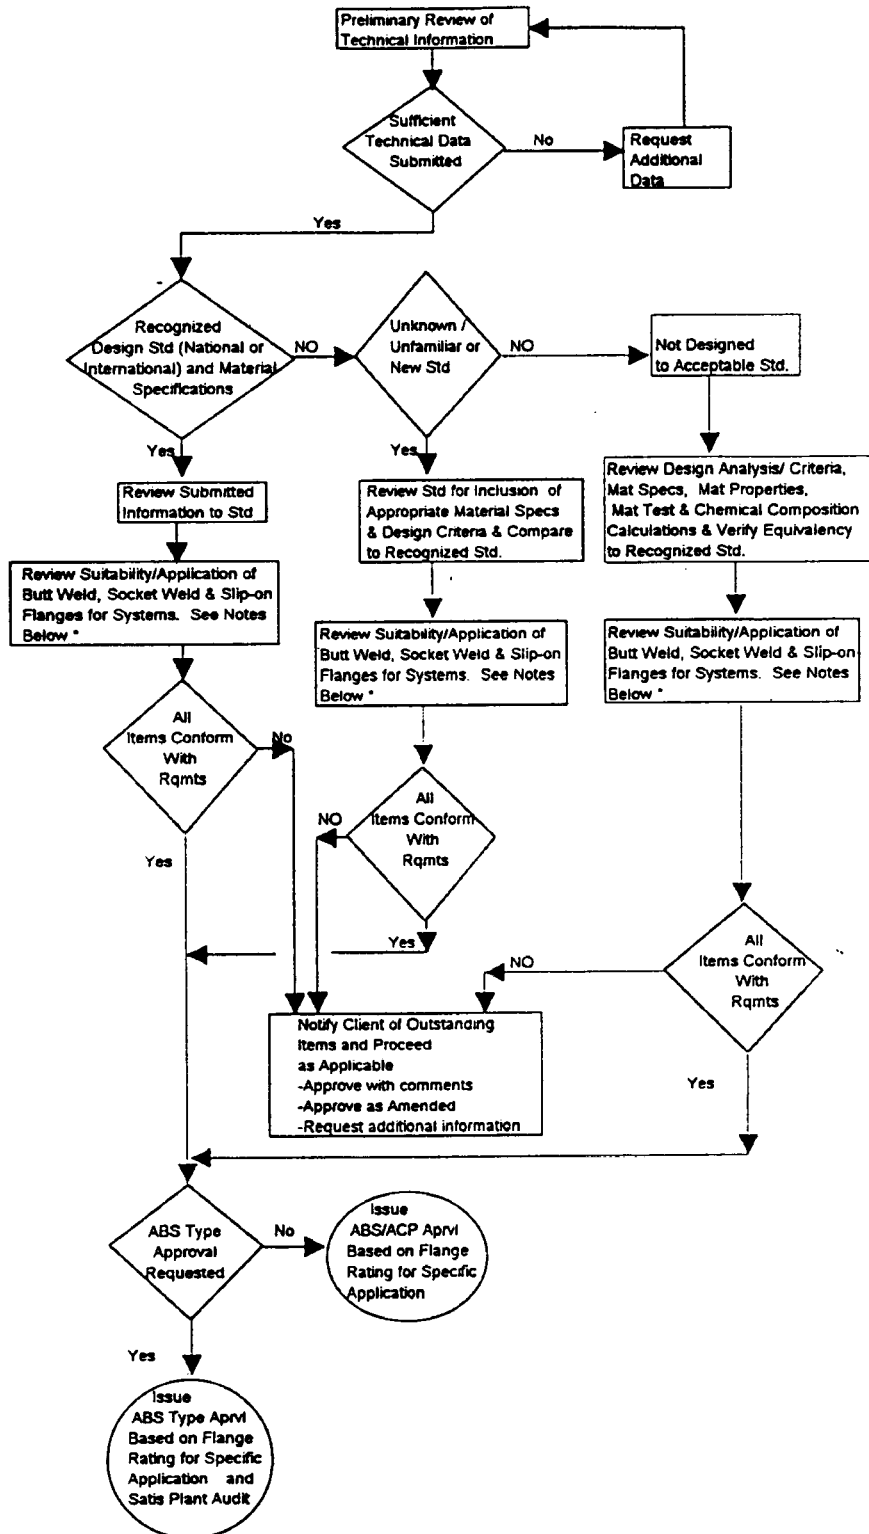 Preliminary Review of
Technical Information
Sufficient
Technical Data
Submitted
No
Request
Additional
Data
Yes
Recognized
Design Std (National or
International) and Material
Specifications
NO
Unknown /
Unfamiliar or
New Std
NO
Not Designed
to Acceptable Std.
Yes
Review Submitted
Information to Std
Yes
Review Std for Inclusion of
Appropriate Material Specs
& Design Criteria & Compare
to Recognized Std.
Review Design Analysis/ Criteria,
Mat Specs, Mat Properties,
Mat Test & Chemical Composition
Calculations & Verify Equivalency
to Recognized Std.
Review Suitability/Application of
Butt Weld, Socket Weld & Slip-on
Flanges for Systems. See Notes
Below *
Review Suitability/Application of
Butt Weld, Socket Weld & Slip-on
Flanges for Systems. See Notes
Below *
Review Suitability/Application of
Butt Weld, Socket Weld & Slip-on
Flanges for Systems. See Notes
Below *
All
Items Conform
With
Rqmts
No
Yes
All
Items Conform
With
Rqmts
NO
Yes
All
Items Conform
With
Rqmts
NO
Yes
Notify Client of Outstanding
Items and Proceed
as Applicable
-Approve with comments
-Approve as Amended
-Request additional information
ABS Type
Approval
Requested
No
Issue
ABS/ACP Aprvl
Based on Flange
Rating for Specific
Application
Yes
Issue
ABS Type Aprvl
Based on Flange
Rating for Specific
Application and
Satis Plant Audit